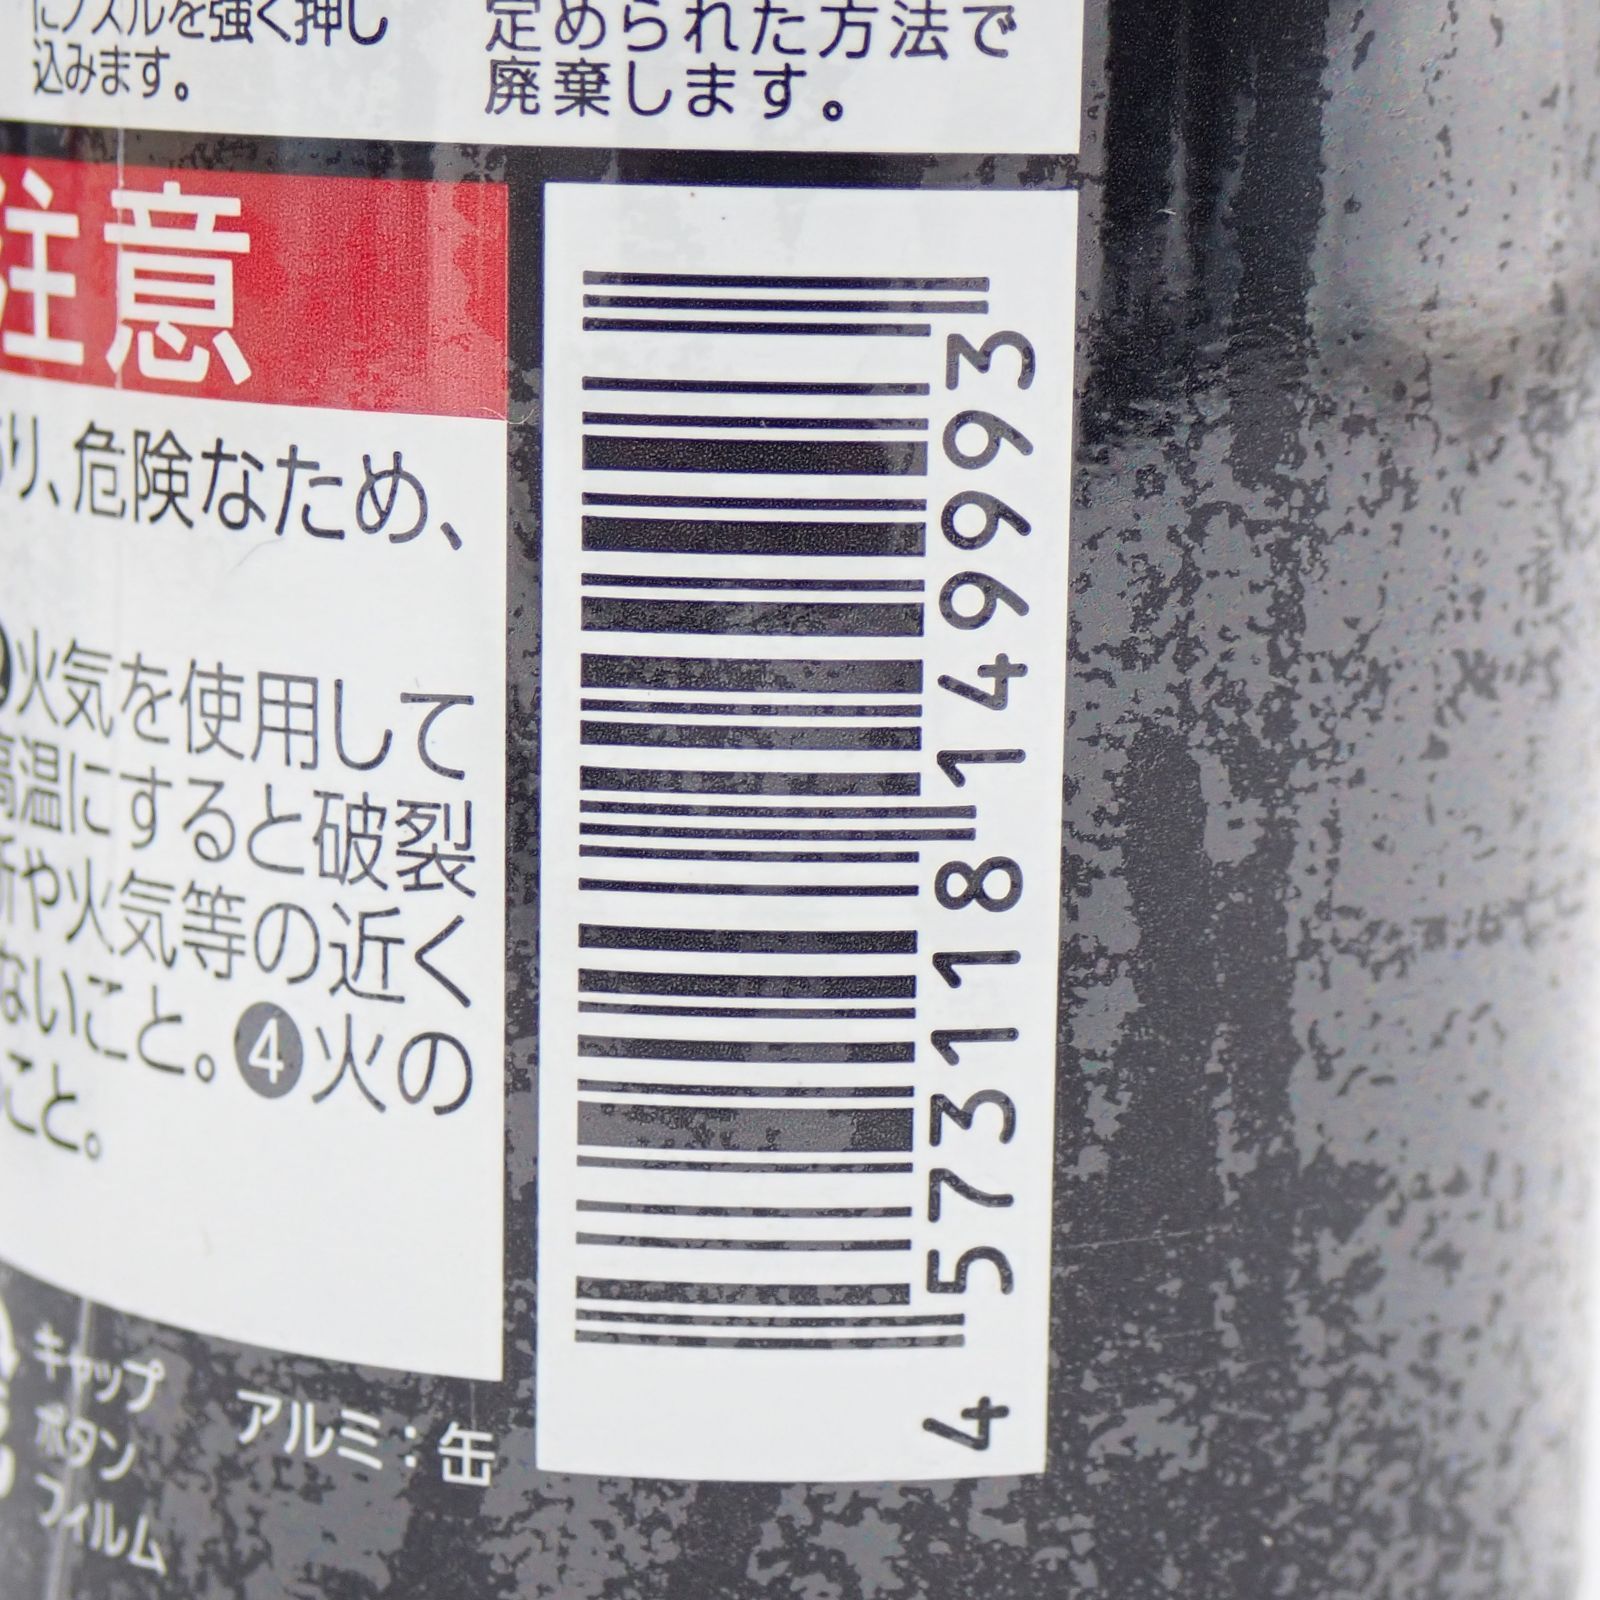 にノズルを強く押し
込みます。
定められた方法で
廃棄します。
注意
り、危険なため、
火気を使用して
高温にすると破裂
所や火気等の近く
ないこと。❹火の
こと。
キャップ
ボタン
フィルム
アルミ：缶
4573118149993